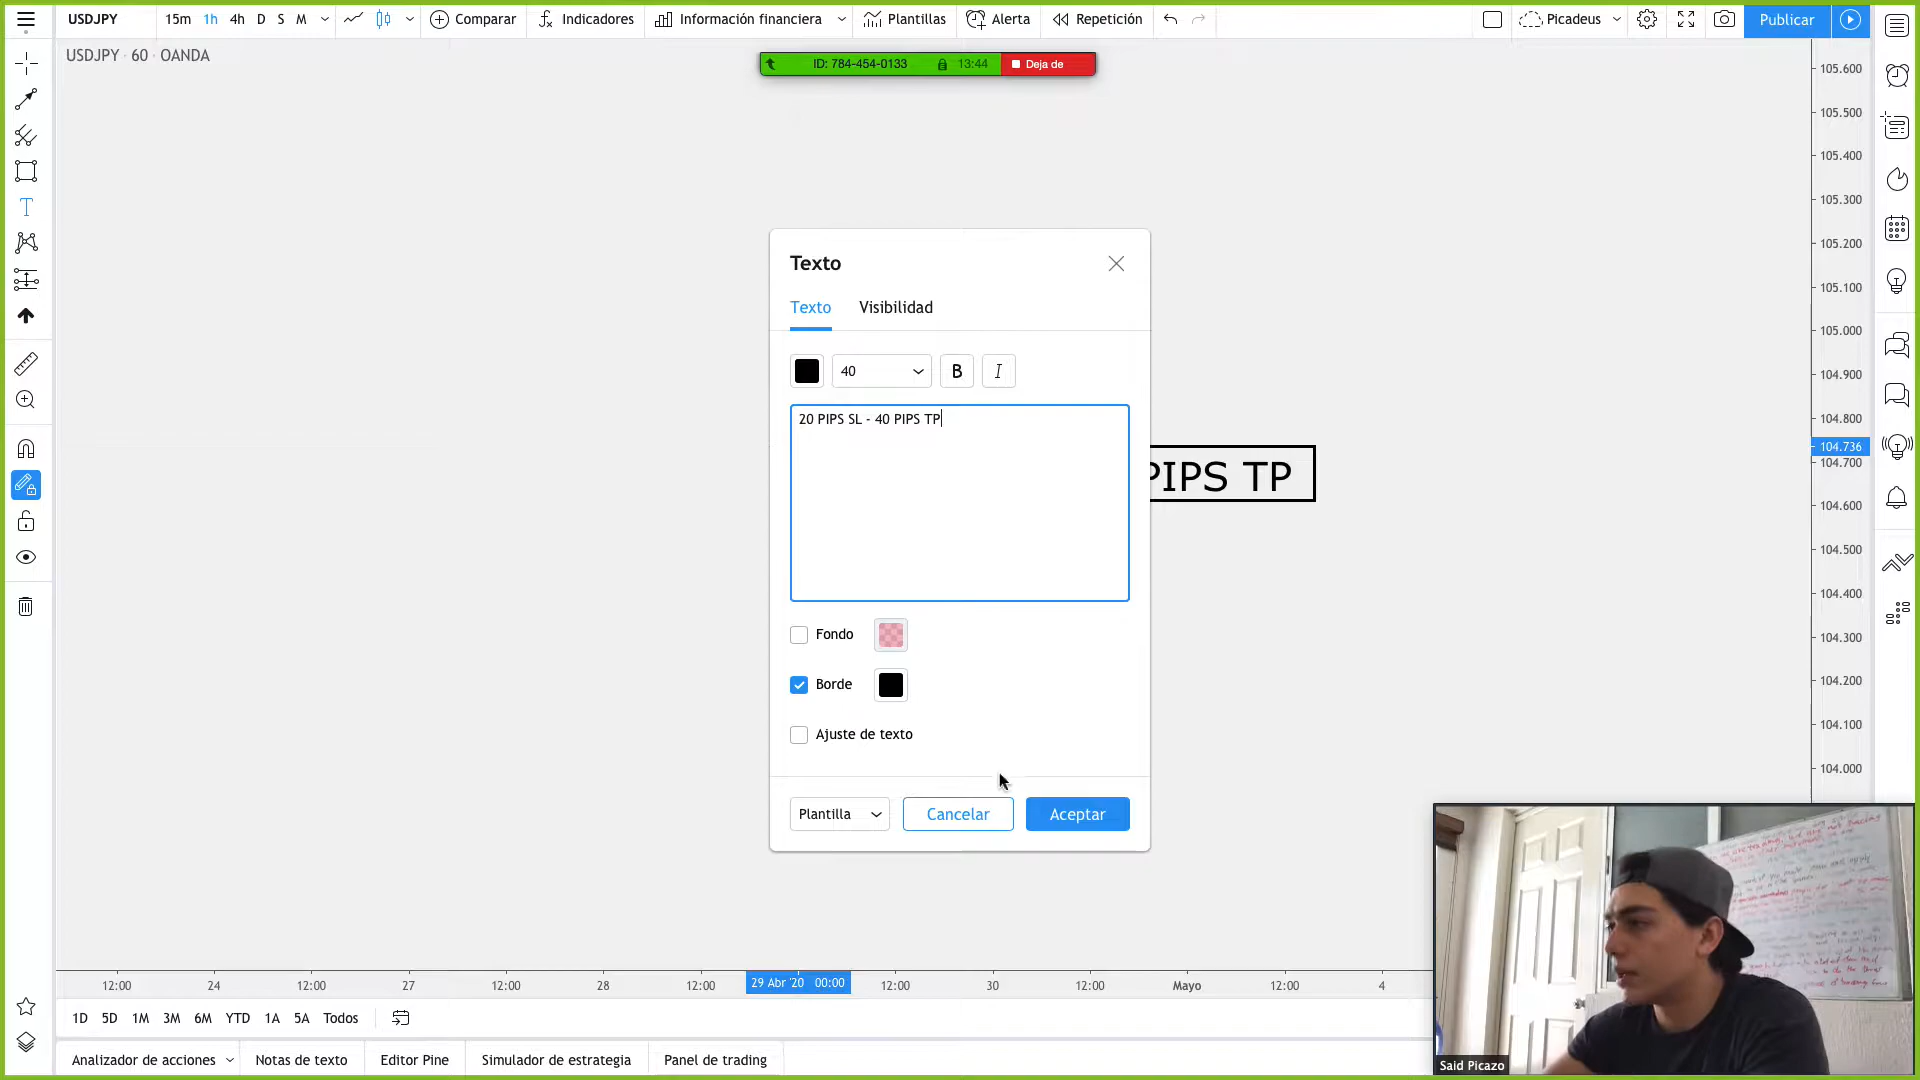 USDJPY 15m 1h 4h D S M Comparar Indicadores Información financiera Plantillas Alerta Repetición Picadeus Publicar
USDJPY · 60 · OANDA
ID: 784-454-0133 13:44 Deja de
105.600
105.500
105.400
105.300
105.200
105.100
105.000
104.900
104.800
104.736
104.700
104.600
104.500
104.400
104.300
104.200
104.100
104.000
Texto
Texto Visibilidad
40 B I
20 PIPS SL - 40 PIPS TP
PIPS TP
Fondo
Borde
Ajuste de texto
Plantilla Cancelar Aceptar
12:00 24 12:00 27 12:00 28 12:00 29 Abr '20 00:00 12:00 30 12:00 Mayo 12:00 4
1D 5D 1M 3M 6M YTD 1A 5A Todos
Analizador de acciones Notas de texto Editor Pine Simulador de estrategia Panel de trading
Said Picazo